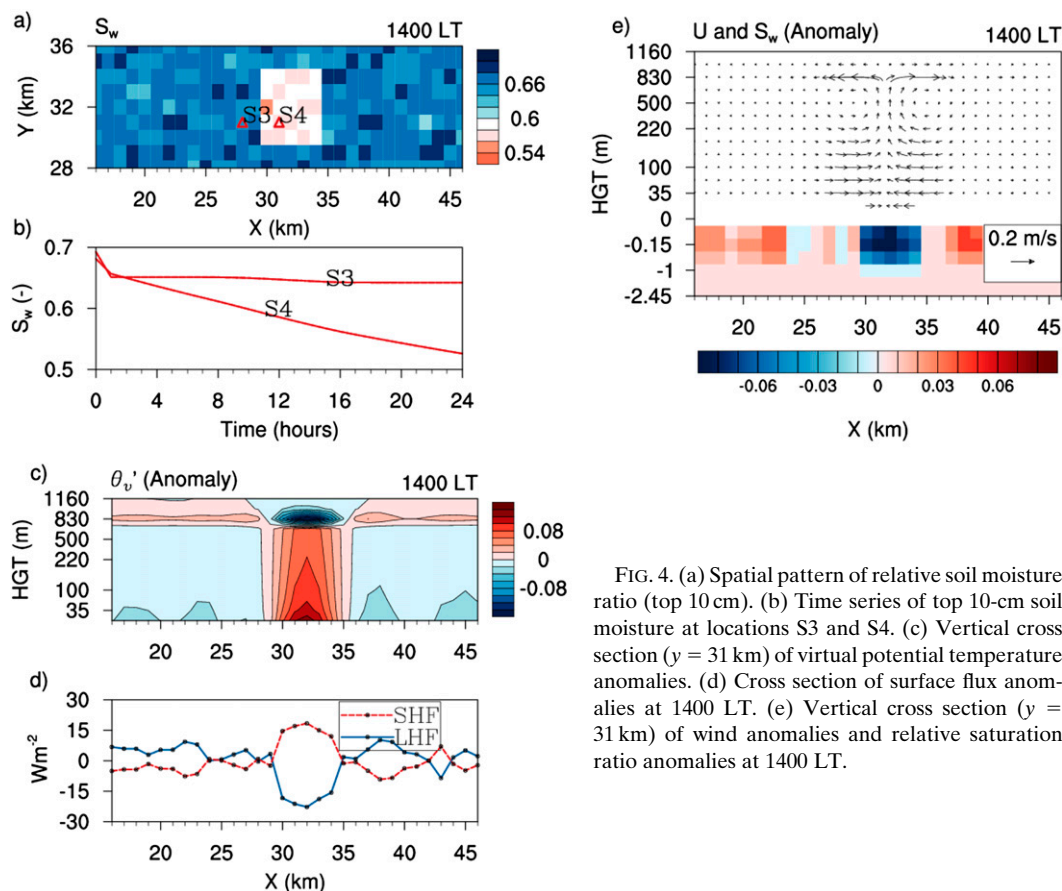 a) S_w 1400 LT
36
32
28
Y (km)
S3 S4
0.66
0.6
0.54
20 25 30 35 40 45
X (km)
b)
0.7
0.6
0.5
S_w (-)
S3
S4
0 4 8 12 16 20 24
Time (hours)
c) θ_v' (Anomaly) 1400 LT
1160
830
500
220
100
35
HGT (m)
0.08
0
-0.08
20 25 30 35 40 45
d)
30
15
0
-15
-30
Wm⁻²
SHF
LHF
20 25 30 35 40 45
X (km)
e) U and S_w (Anomaly) 1400 LT
1160
830
500
220
100
35
0
-0.15
-1
-2.45
HGT (m)
0.2 m/s
20 25 30 35 40 45
-0.06 -0.03 0 0.03 0.06
X (km)
FIG. 4. (a) Spatial pattern of relative soil moisture
ratio (top 10 cm). (b) Time series of top 10-cm soil
moisture at locations S3 and S4. (c) Vertical cross
section (y = 31 km) of virtual potential temperature
anomalies. (d) Cross section of surface flux anom-
alies at 1400 LT. (e) Vertical cross section (y =
31 km) of wind anomalies and relative saturation
ratio anomalies at 1400 LT.